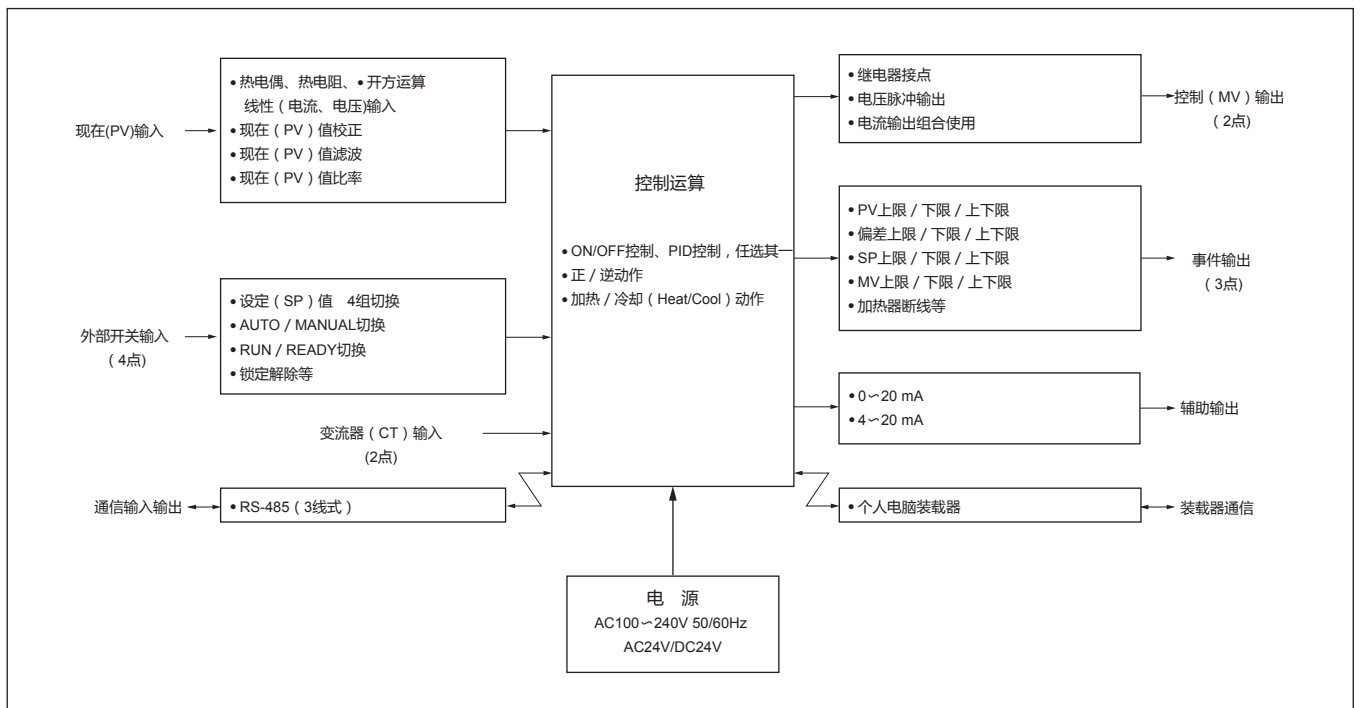 • 热电偶、热电阻、• 开方运算
线性（电流、电压)输入
• 现在（PV）值校正
• 现在（PV）值滤波
• 现在（PV）值比率
现在(PV)输入
• 设定（SP）值　4组切换
• AUTO / MANUAL切换
• RUN / READY切换
• 锁定解除等
外部开关输入
（4点)
变流器（CT）输入
(2点)
通信输入输出
• RS-485（3线式）
控制运算
• ON/OFF控制、PID控制，任选其一
• 正 / 逆动作
• 加热 / 冷却（Heat/Cool）动作
电　源
AC100∽240V 50/60Hz
AC24V/DC24V
• 继电器接点
• 电压脉冲输出
• 电流输出组合使用
控制（MV）输出
（2点）
• PV上限 / 下限 / 上下限
• 偏差上限 / 下限 / 上下限
• SP上限 / 下限 / 上下限
• MV上限 / 下限 / 上下限
• 加热器断线等
事件输出
（3点）
• 0∽20 mA
• 4∽20 mA
辅助输出
• 个人电脑装载器
装载器通信